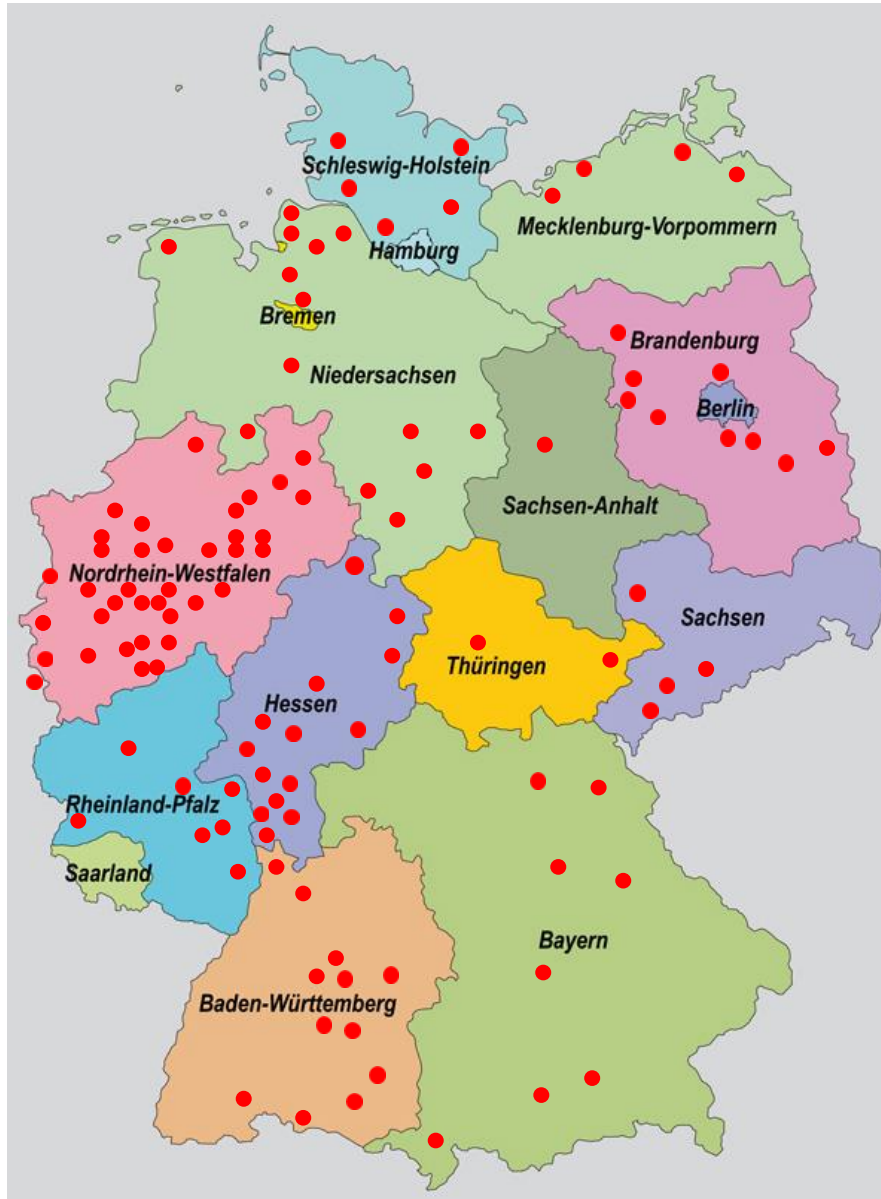 Schleswig-Holstein
Mecklenburg-Vorpommern
Hamburg
Bremen
Brandenburg
Niedersachsen
Berlin
Sachsen-Anhalt
Nordrhein-Westfalen
Sachsen
Thüringen
Hessen
Rheinland-Pfalz
Saarland
Bayern
Baden-Württemberg